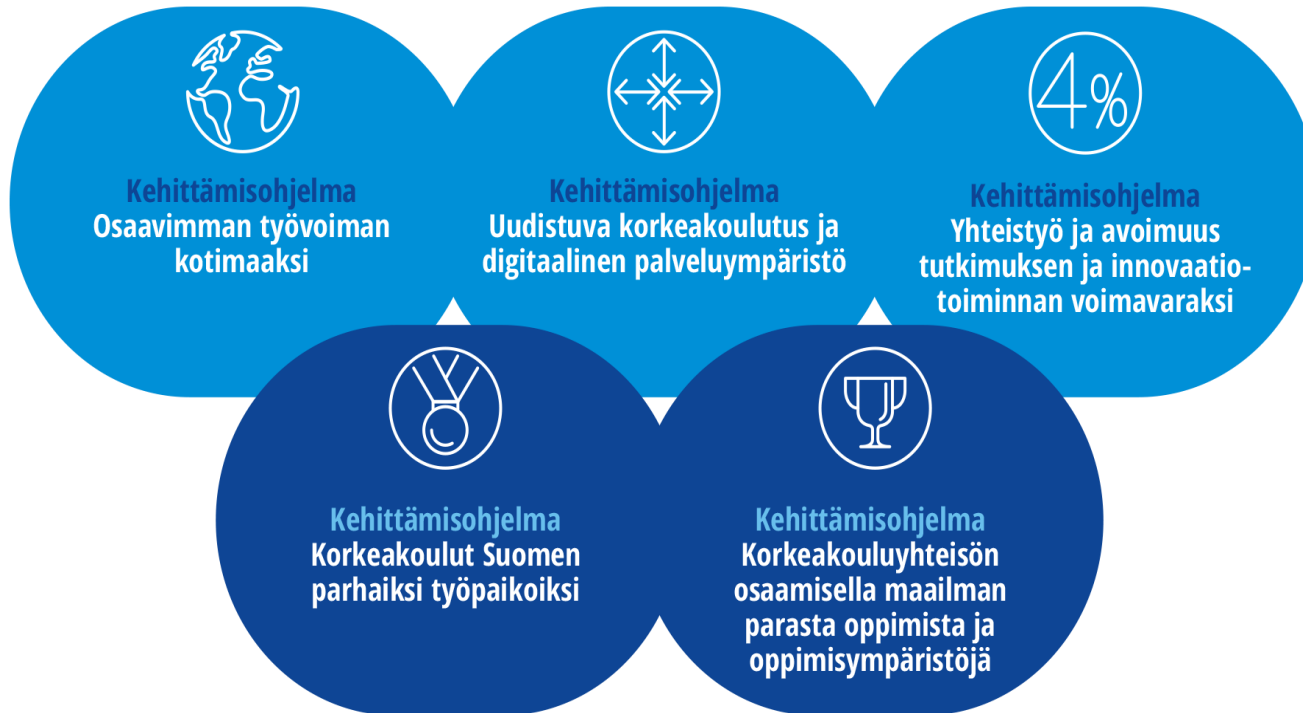 Kehittämisohjelma
Osaavimman työvoiman
kotimaaksi
Kehittämisohjelma
Uudistuva korkeakoulutus ja
digitaalinen palveluympäristö
4%
Kehittämisohjelma
Yhteistyö ja avoimuus
tutkimuksen ja innovaatio-
toiminnan voimavaraksi
Kehittämisohjelma
Korkeakoulut Suomen
parhaiksi työpaikoiksi
Kehittämisohjelma
Korkeakouluyhteisön
osaamisella maailman
parasta oppimista ja
oppimisympäristöjä